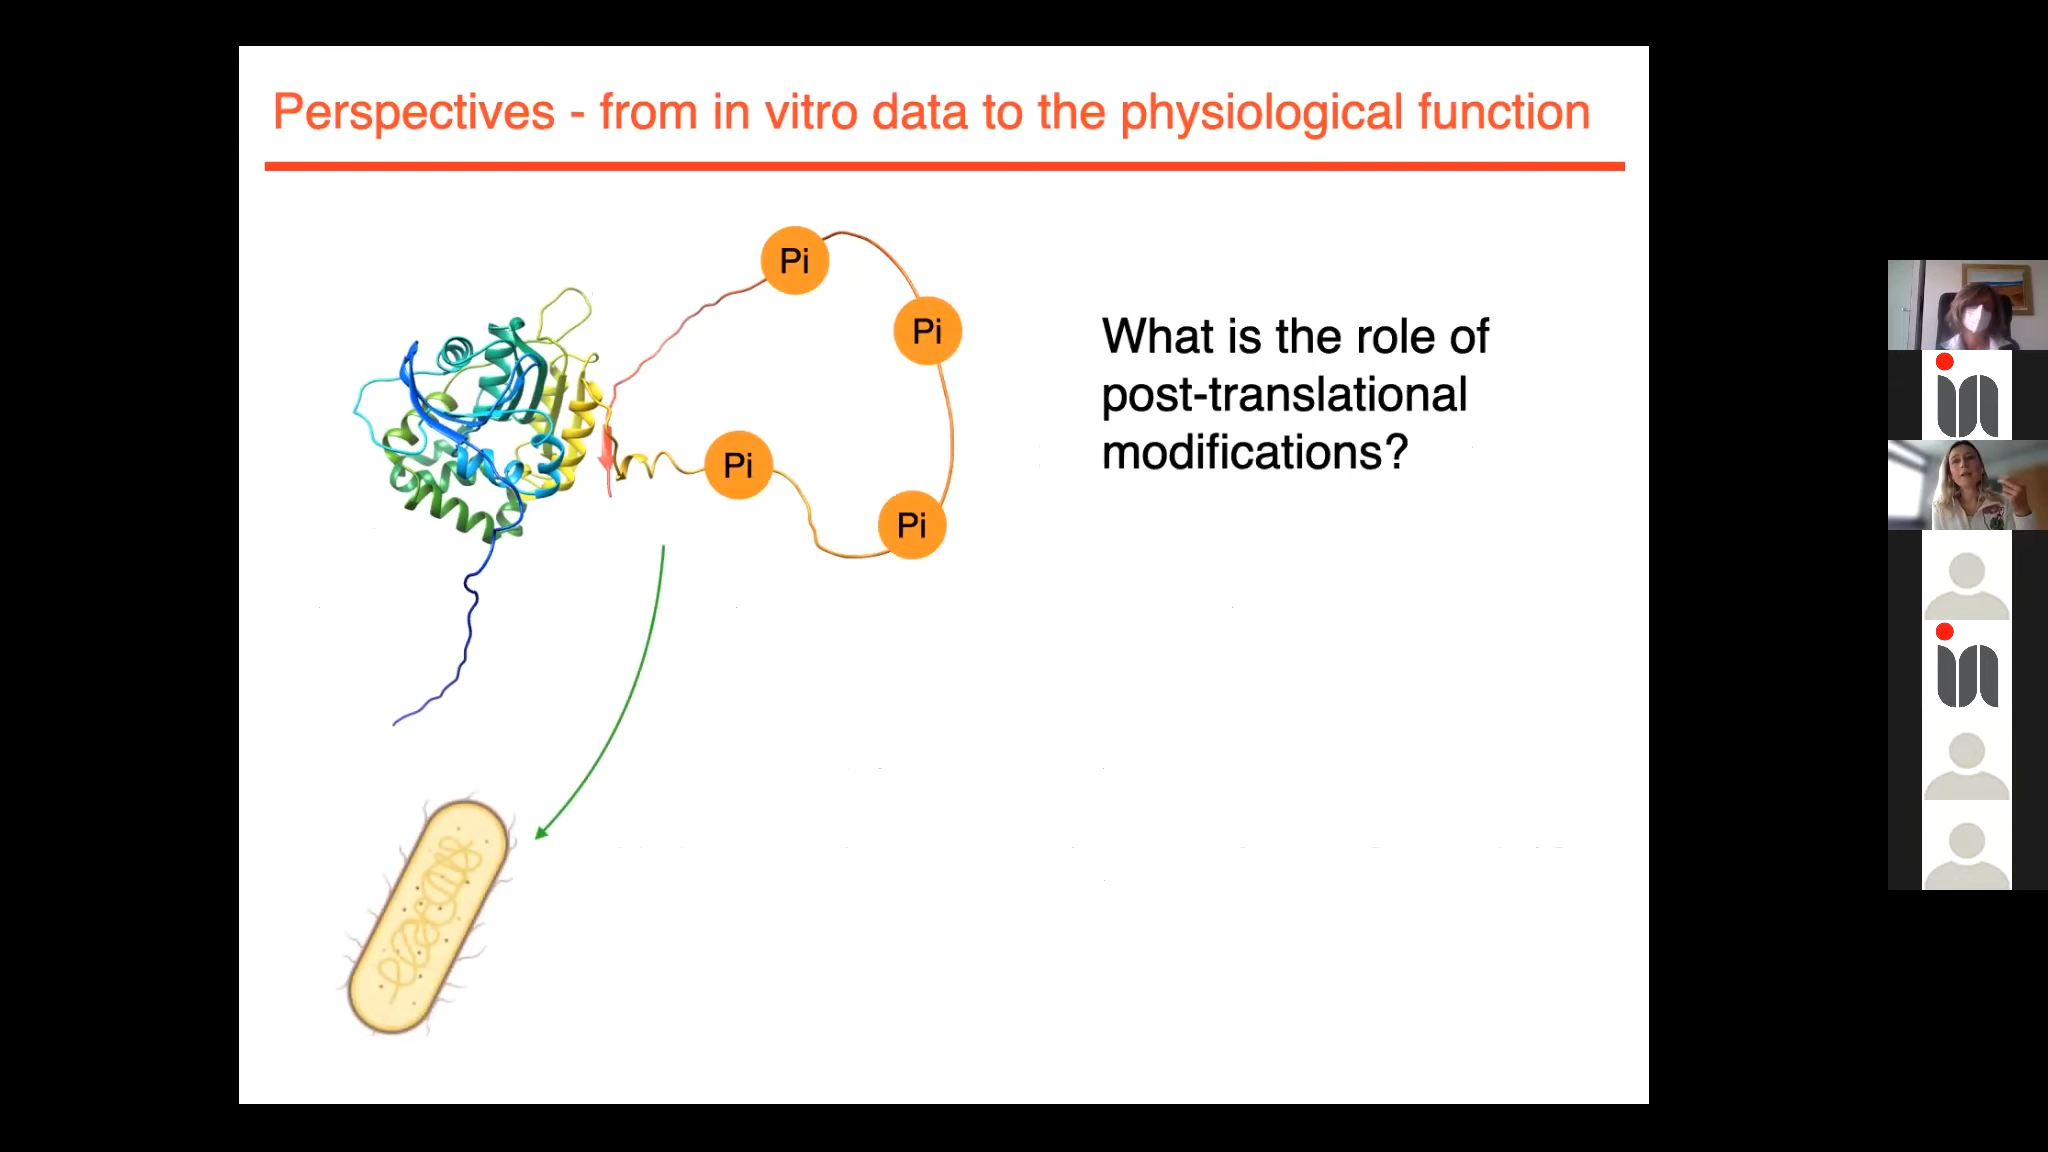 Perspectives - from in vitro data to the physiological function
Pi
Pi
What is the role of
post-translational
modifications?
Pi
Pi